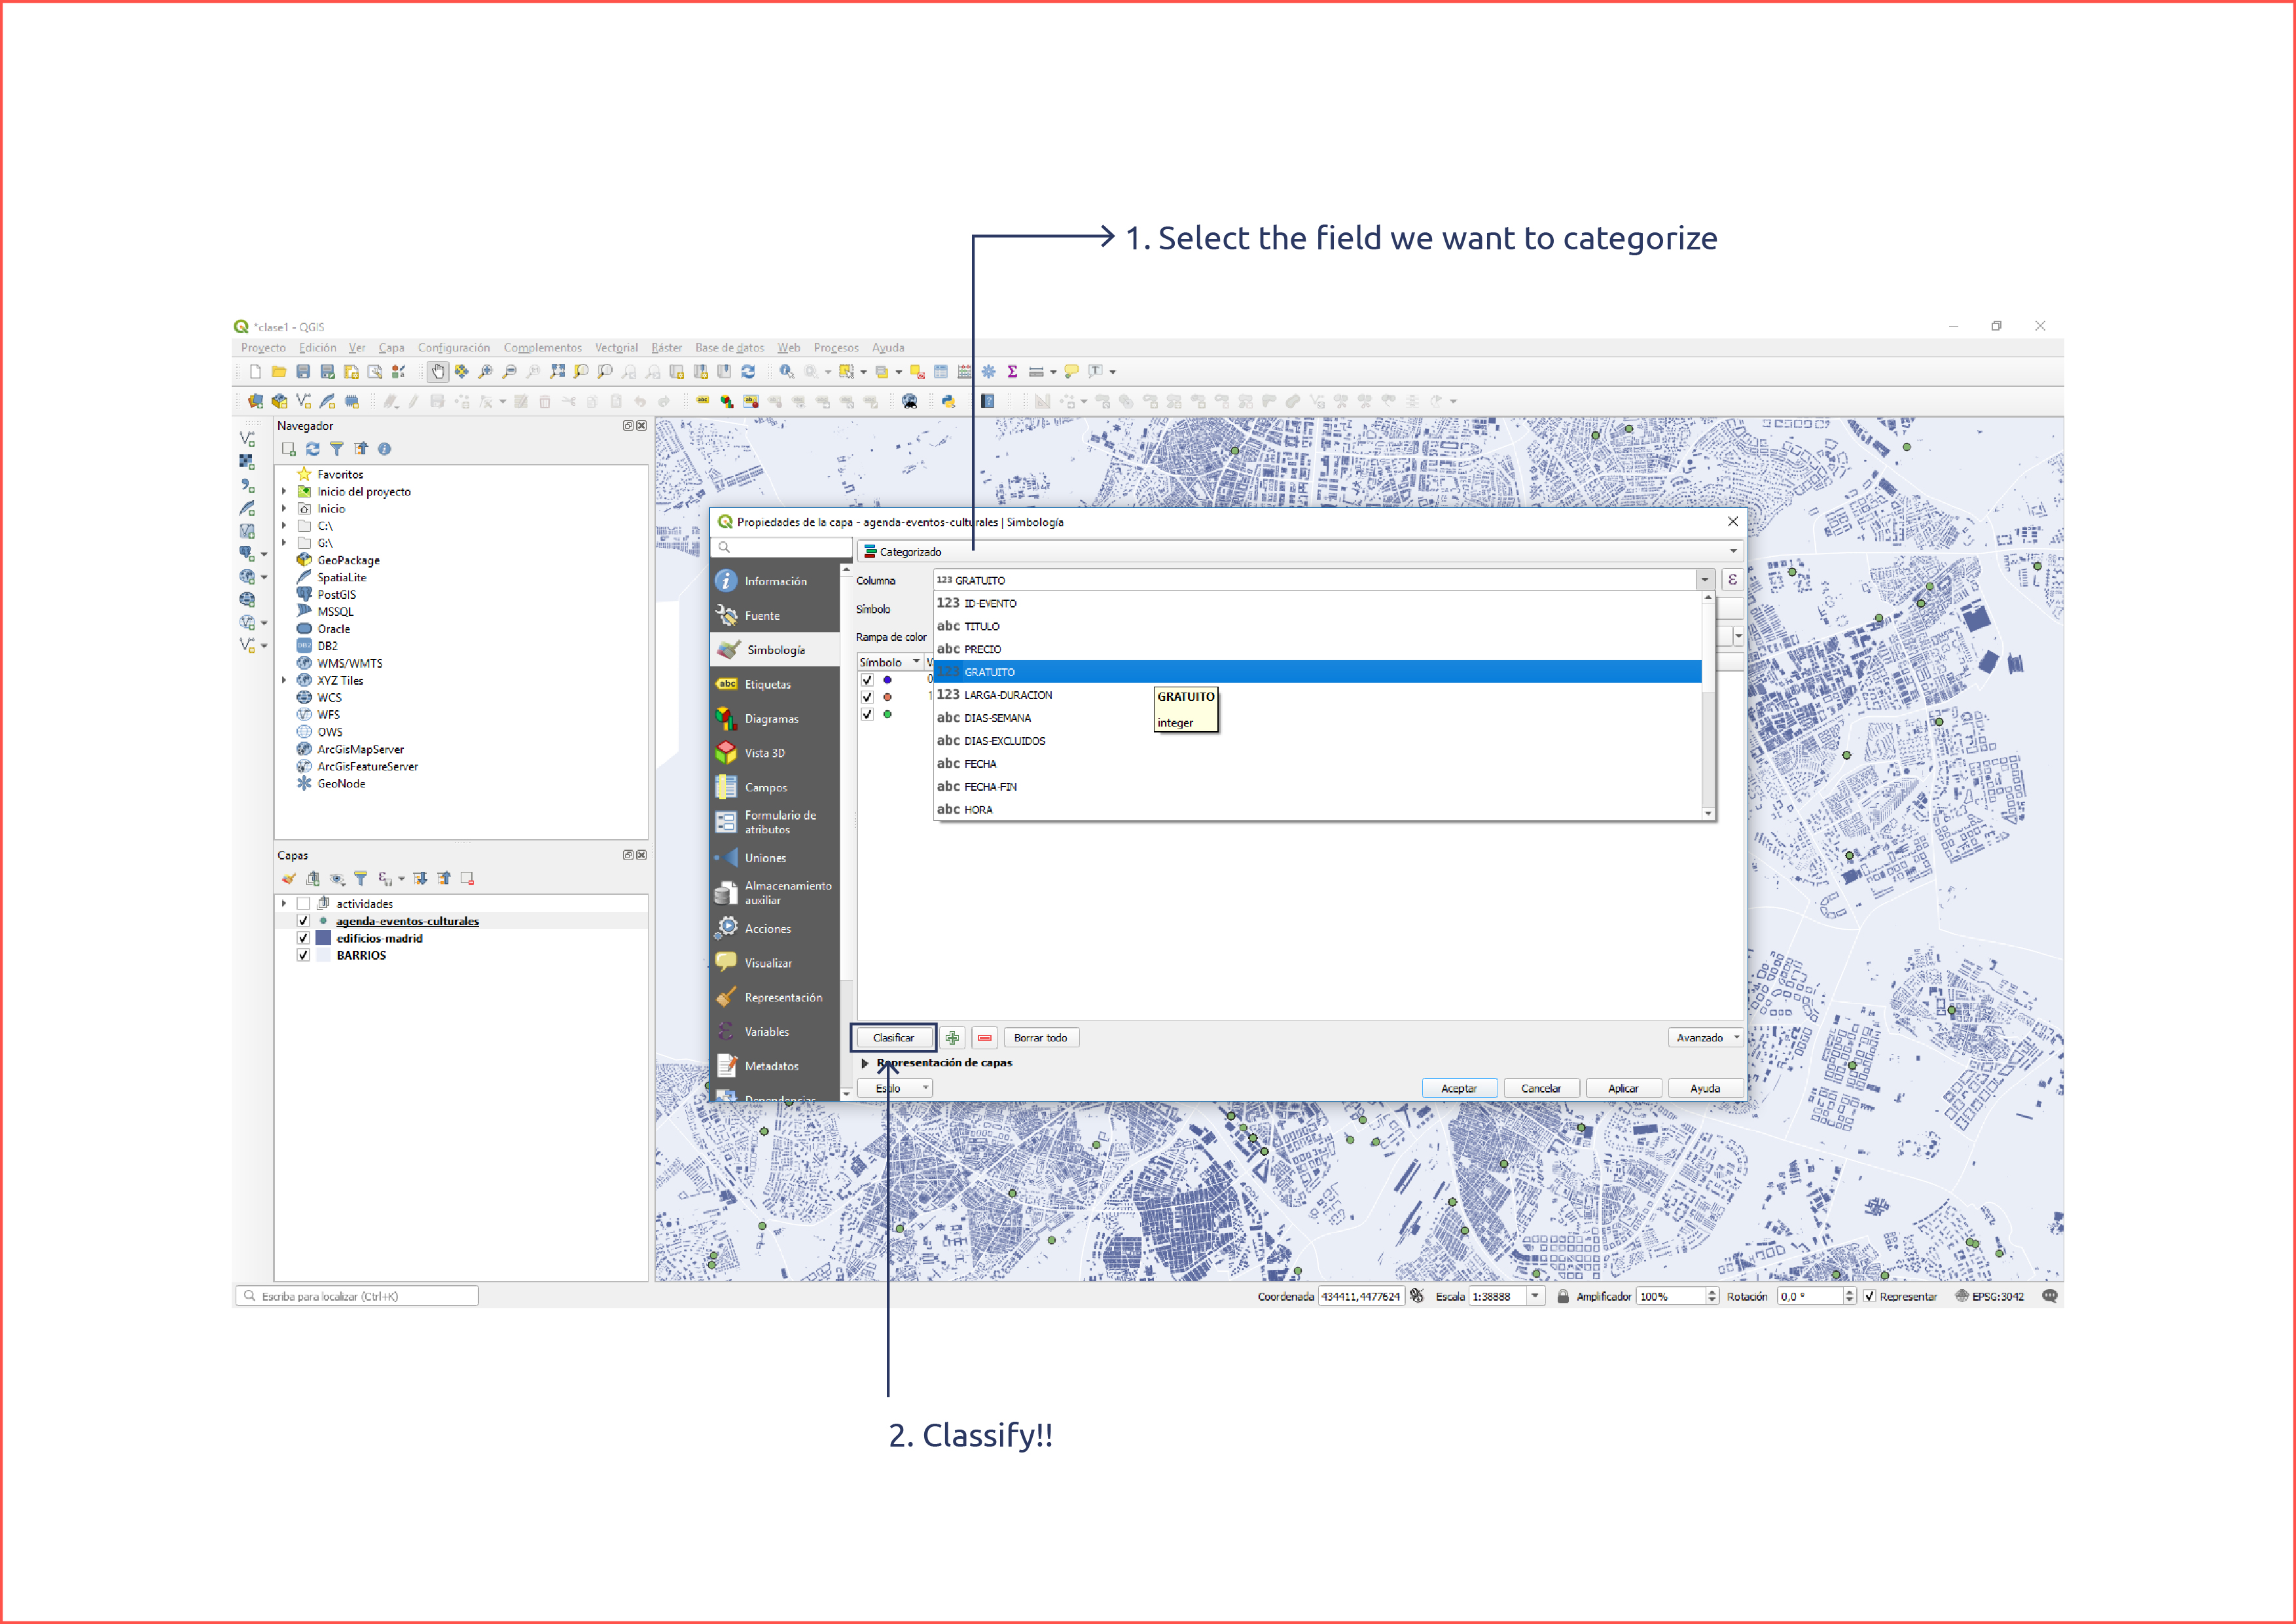 1. Select the field we want to categorize
*clase1 - QGIS
Proyecto Edición Ver Capa Configuración Complementos Vectorial Ráster Base de datos Web Procesos Ayuda
Navegador
Favoritos
Inicio del proyecto
Inicio
C:\
G:\
GeoPackage
SpatiaLite
PostGIS
MSSQL
Oracle
DB2
WMS/WMTS
XYZ Tiles
WCS
WFS
OWS
ArcGisMapServer
ArcGisFeatureServer
GeoNode
Capas
actividades
agenda-eventos-culturales
edificios-madrid
BARRIOS
Propiedades de la capa - agenda-eventos-culturales | Simbología
Información
Fuente
Simbología
abc Etiquetas
Diagramas
Vista 3D
Campos
Formulario de
atributos
Uniones
Almacenamiento
auxiliar
Acciones
Visualizar
Representación
Variables
Metadatos
Dependencias
Categorizado
Columna 123 GRATUITO ε
Símbolo
Rampa de color
Símbolo V
0
1
123 ID-EVENTO
abc TITULO
abc PRECIO
123 GRATUITO
123 LARGA-DURACION
abc DIAS-SEMANA
abc DIAS-EXCLUIDOS
abc FECHA
abc FECHA-FIN
abc HORA
GRATUITO
integer
Clasificar Borrar todo Avanzado
Representación de capas
Estilo Aceptar Cancelar Aplicar Ayuda
Escriba para localizar (Ctrl+K) Coordenada 434411,4477624 Escala 1:38888 Amplificador 100% Rotación 0,0 ° Representar EPSG:3042
2. Classify!!